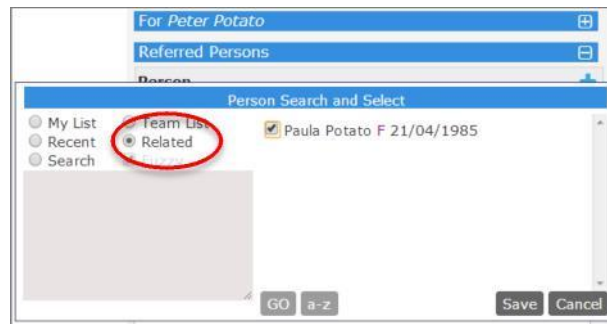 For Peter Potato
Referred Persons
Person
Person Search and Select
My List Team List
Recent Related
Search Fuzzy
Paula Potato F 21/04/1985
GO a-z Save Cancel